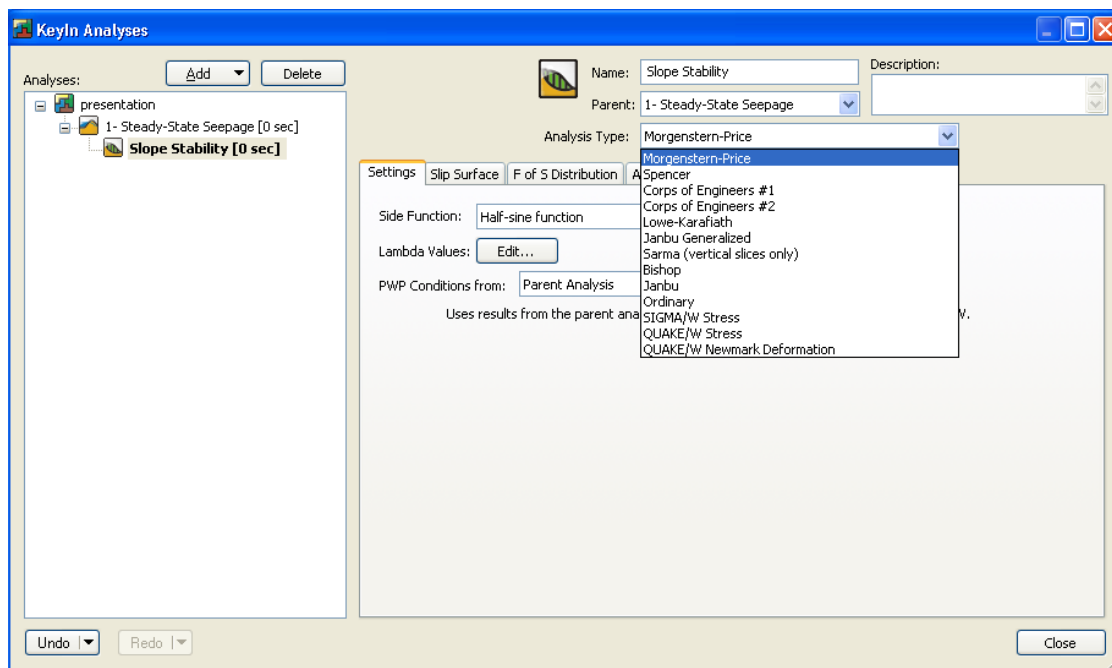 KeyIn Analyses
Analyses:
Add
Delete
presentation
1- Steady-State Seepage [0 sec]
Slope Stability [0 sec]
Name: Slope Stability
Description:
Parent: 1- Steady-State Seepage
Analysis Type: Morgenstern-Price
Morgenstern-Price
Spencer
Corps of Engineers #1
Corps of Engineers #2
Lowe-Karafiath
Janbu Generalized
Sarma (vertical slices only)
Bishop
Janbu
Ordinary
SIGMA/W Stress
QUAKE/W Stress
QUAKE/W Newmark Deformation
Settings
Slip Surface
F of S Distribution
A
Side Function: Half-sine function
Lambda Values: Edit...
PWP Conditions from: Parent Analysis
Uses results from the parent ana
Undo
Redo
Close